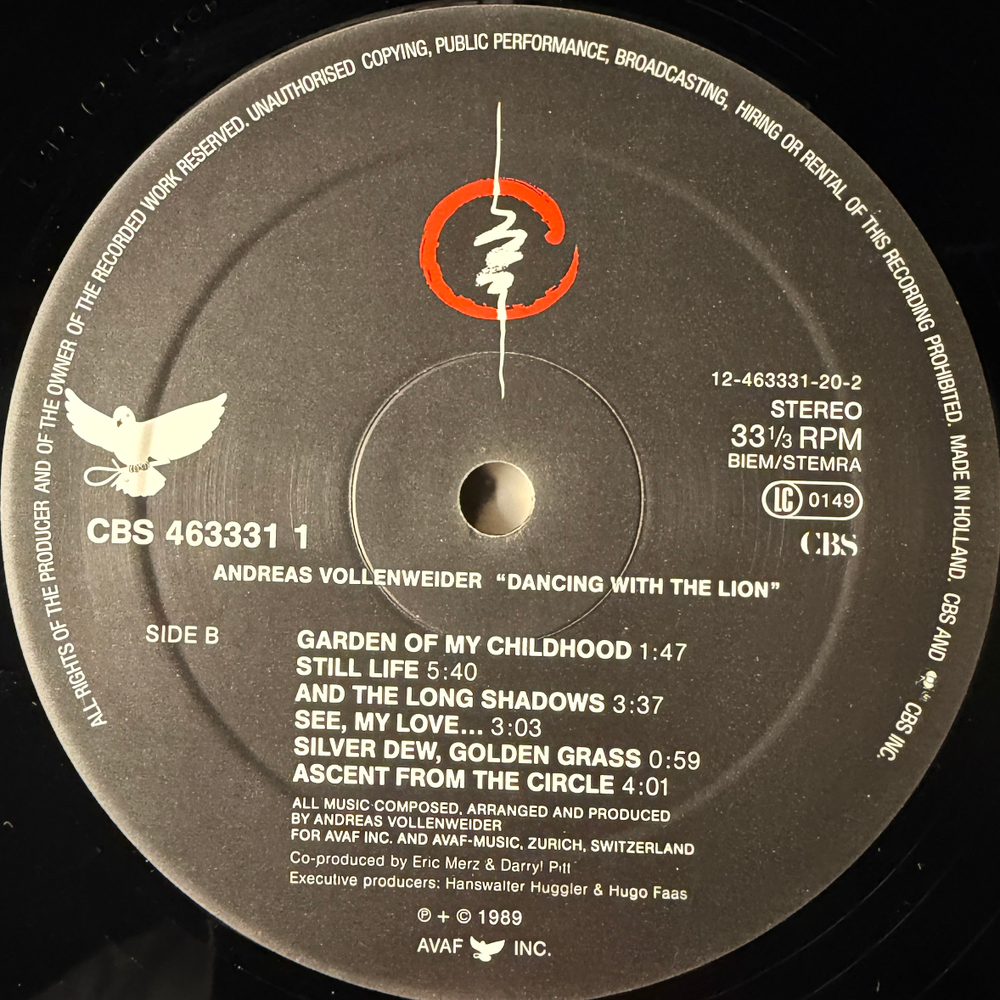 ALL RIGHTS OF THE PRODUCER AND OF THE OWNER OF THE RECORDED WORK RESERVED. UNAUTHORISED COPYING, PUBLIC PERFORMANCE, BROADCASTING, HIRING OR RENTAL OF THIS RECORDING PROHIBITED. MADE IN HOLLAND. CBS AND CBS INC.
12-463331-20-2
STEREO
33 1/3 RPM
BIEM/STEMRA
LC 0149
CBS
CBS 463331 1
ANDREAS VOLLENWEIDER "DANCING WITH THE LION"
SIDE B
GARDEN OF MY CHILDHOOD 1:47
STILL LIFE 5:40
AND THE LONG SHADOWS 3:37
SEE, MY LOVE... 3:03
SILVER DEW, GOLDEN GRASS 0:59
ASCENT FROM THE CIRCLE 4:01
ALL MUSIC COMPOSED, ARRANGED AND PRODUCED
BY ANDREAS VOLLENWEIDER
FOR AVAF INC. AND AVAF-MUSIC, ZURICH, SWITZERLAND
Co-produced by Eric Merz & Darryl Pitt
Executive producers: Hanswalter Huggler & Hugo Faas
℗ + © 1989
AVAF INC.